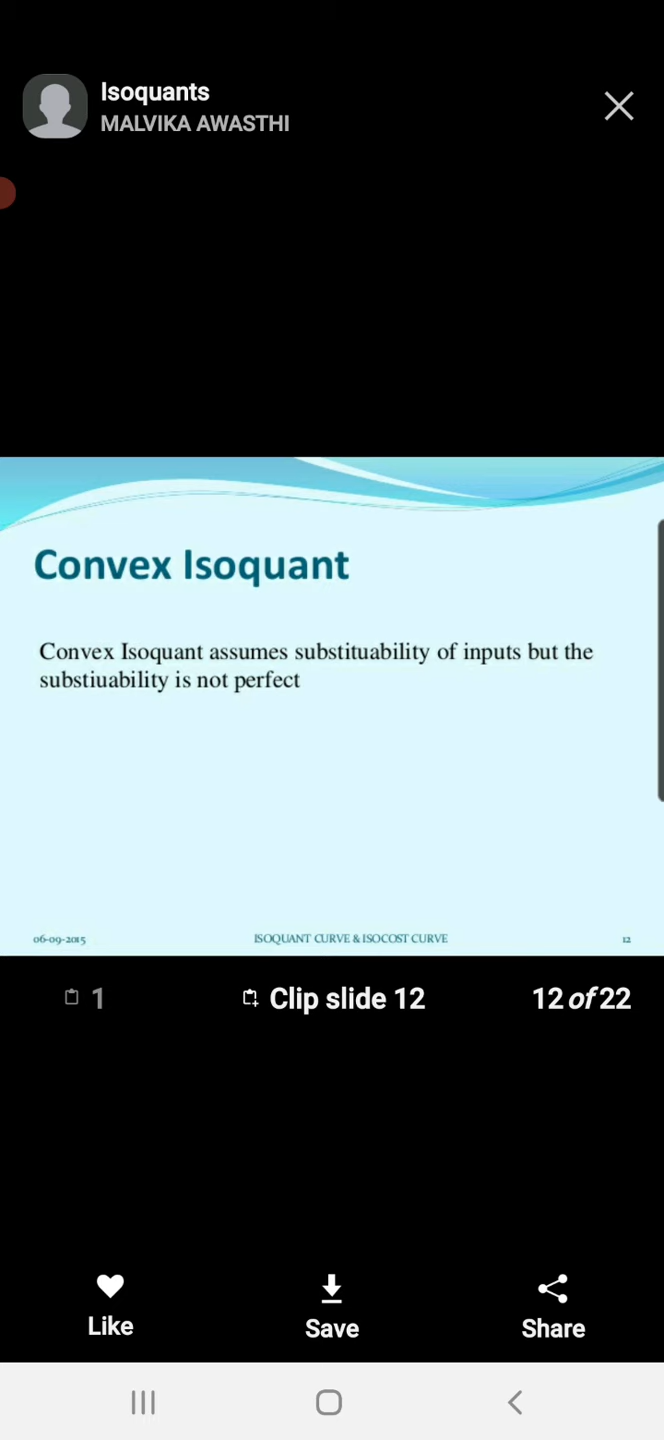 Isoquants
MALVIKA AWASTHI
Convex Isoquant
Convex Isoquant assumes substituability of inputs but the
substiuability is not perfect
06-09-2015 ISOQUANT CURVE & ISOCOST CURVE 12
1 Clip slide 12 12 of 22
Like Save Share